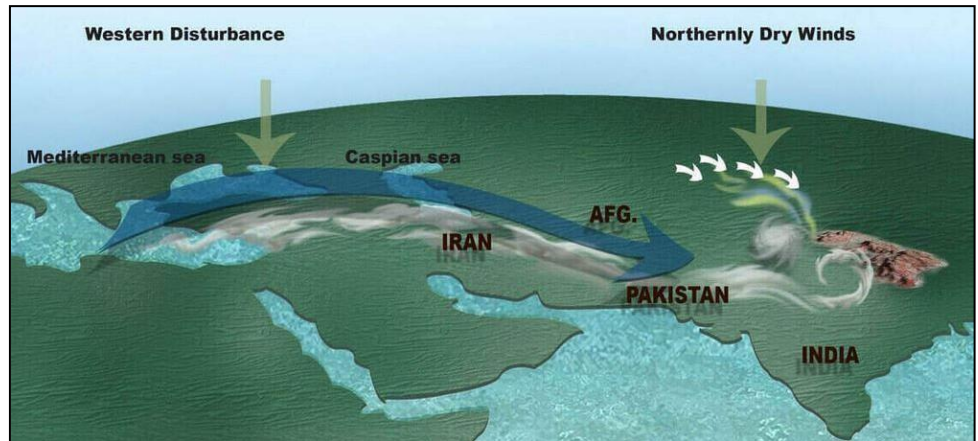 Western Disturbance
Northernly Dry Winds
Mediterranean sea
Caspian sea
AFG.
IRAN
PAKISTAN
INDIA